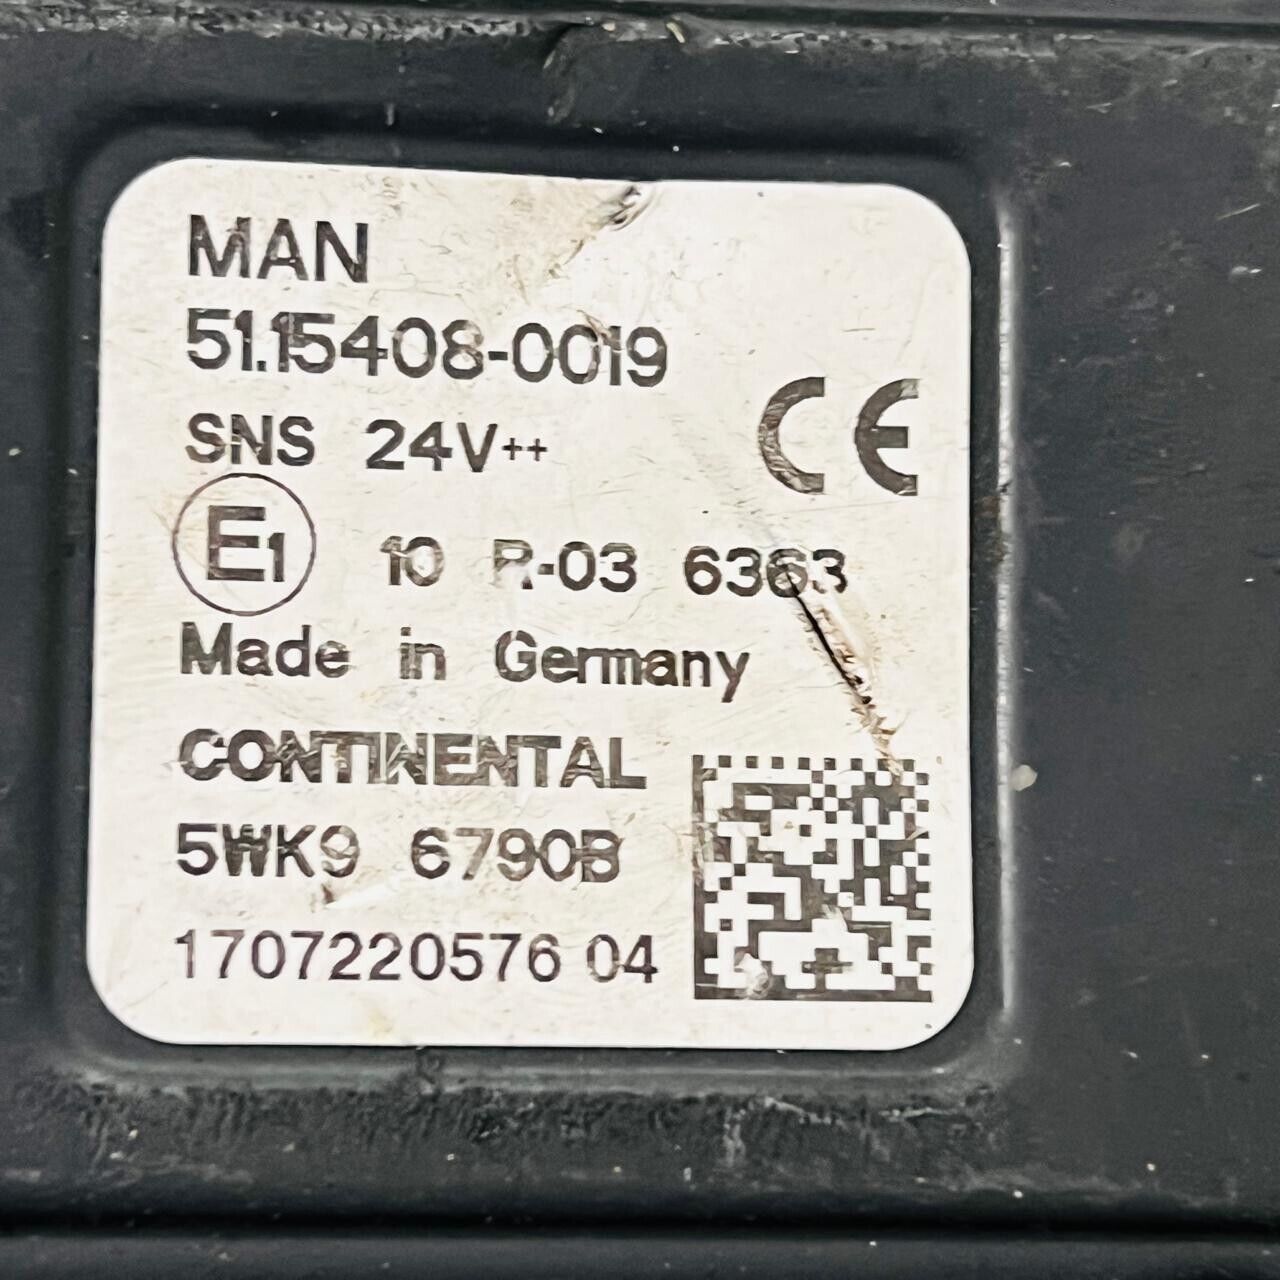 MAN
51.15408-0019
SNS 24V++
CE
E1 10 R-03 6363
Made in Germany
CONTINENTAL
5WK9 6790B
1707220576 04